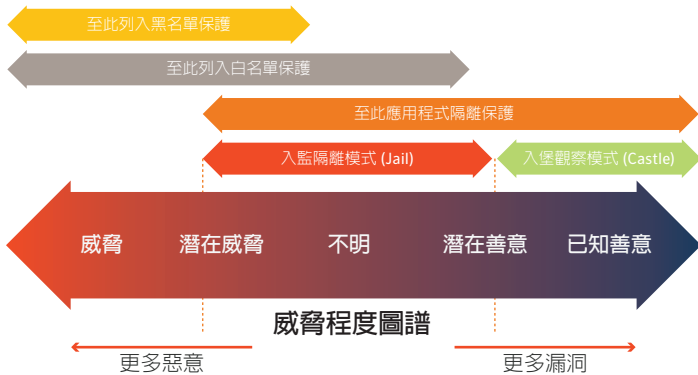 至此列入黑名單保護
至此列入白名單保護
至此應用程式隔離保護
入監隔離模式 (Jail)
入堡觀察模式 (Castle)
威脅
潛在威脅
不明
潛在善意
已知善意
威脅程度圖譜
更多惡意
更多漏洞